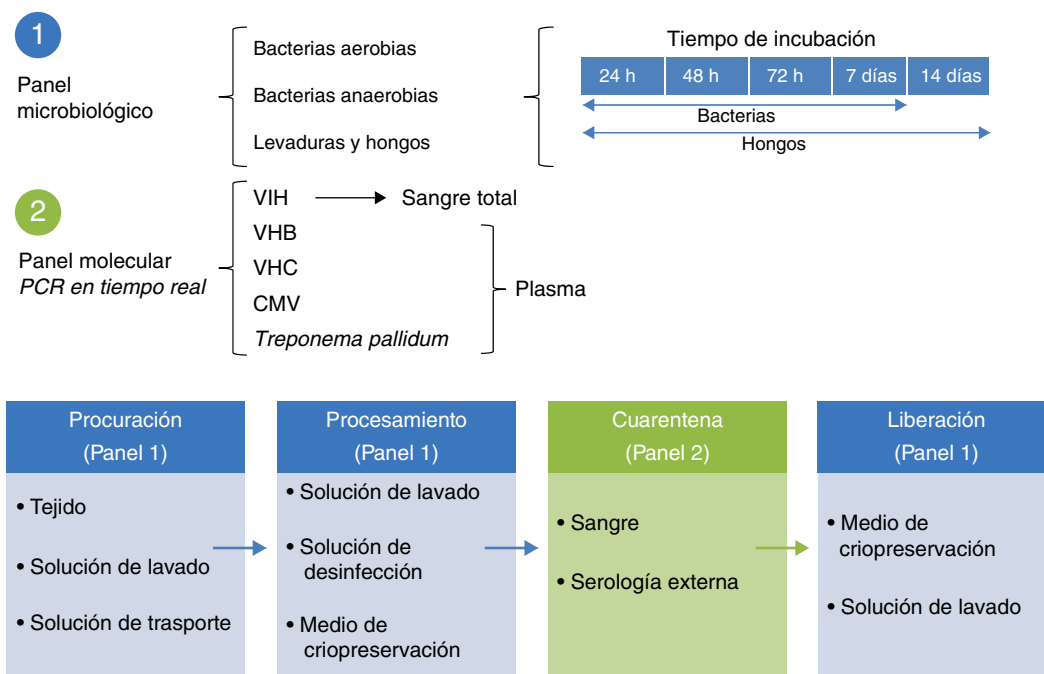 1
Panel
microbiológico
Bacterias aerobias
Bacterias anaerobias
Levaduras y hongos
Tiempo de incubación
24 h 48 h 72 h 7 días 14 días
Bacterias
Hongos
2
Panel molecular
PCR en tiempo real
VIH Sangre total
VHB
VHC
CMV
Treponema pallidum
Plasma
Procuración
(Panel 1)
• Tejido
• Solución de lavado
• Solución de trasporte
Procesamiento
(Panel 1)
• Solución de lavado
• Solución de
desinfección
• Medio de
criopreservación
Cuarentena
(Panel 2)
• Sangre
• Serología externa
Liberación
(Panel 1)
• Medio de
criopreservación
• Solución de lavado